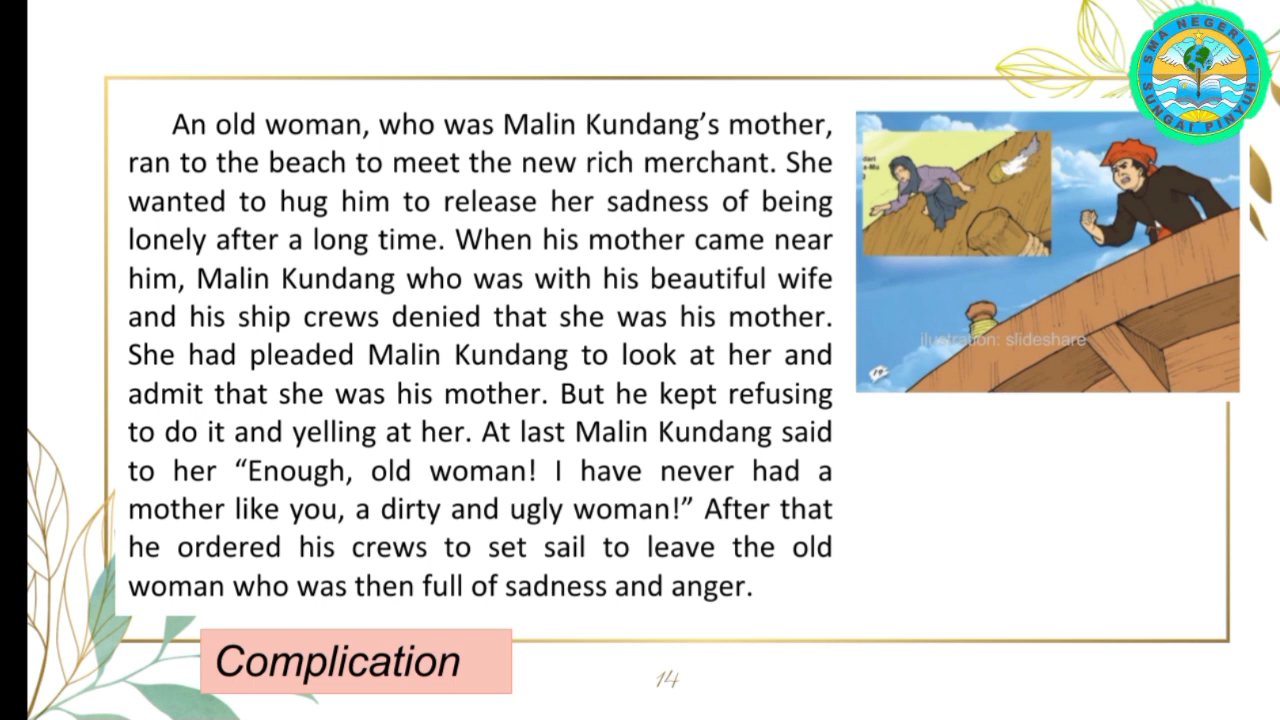 SMA NEGERI 1
SUNGAI PINYUH
An old woman, who was Malin Kundang’s mother,
ran to the beach to meet the new rich merchant. She
wanted to hug him to release her sadness of being
lonely after a long time. When his mother came near
him, Malin Kundang who was with his beautiful wife
and his ship crews denied that she was his mother.
She had pleaded Malin Kundang to look at her and
admit that she was his mother. But he kept refusing
to do it and yelling at her. At last Malin Kundang said
to her “Enough, old woman! I have never had a
mother like you, a dirty and ugly woman!” After that
he ordered his crews to set sail to leave the old
woman who was then full of sadness and anger.
dari
a-Mu
ilustration: slideshare
Complication
14